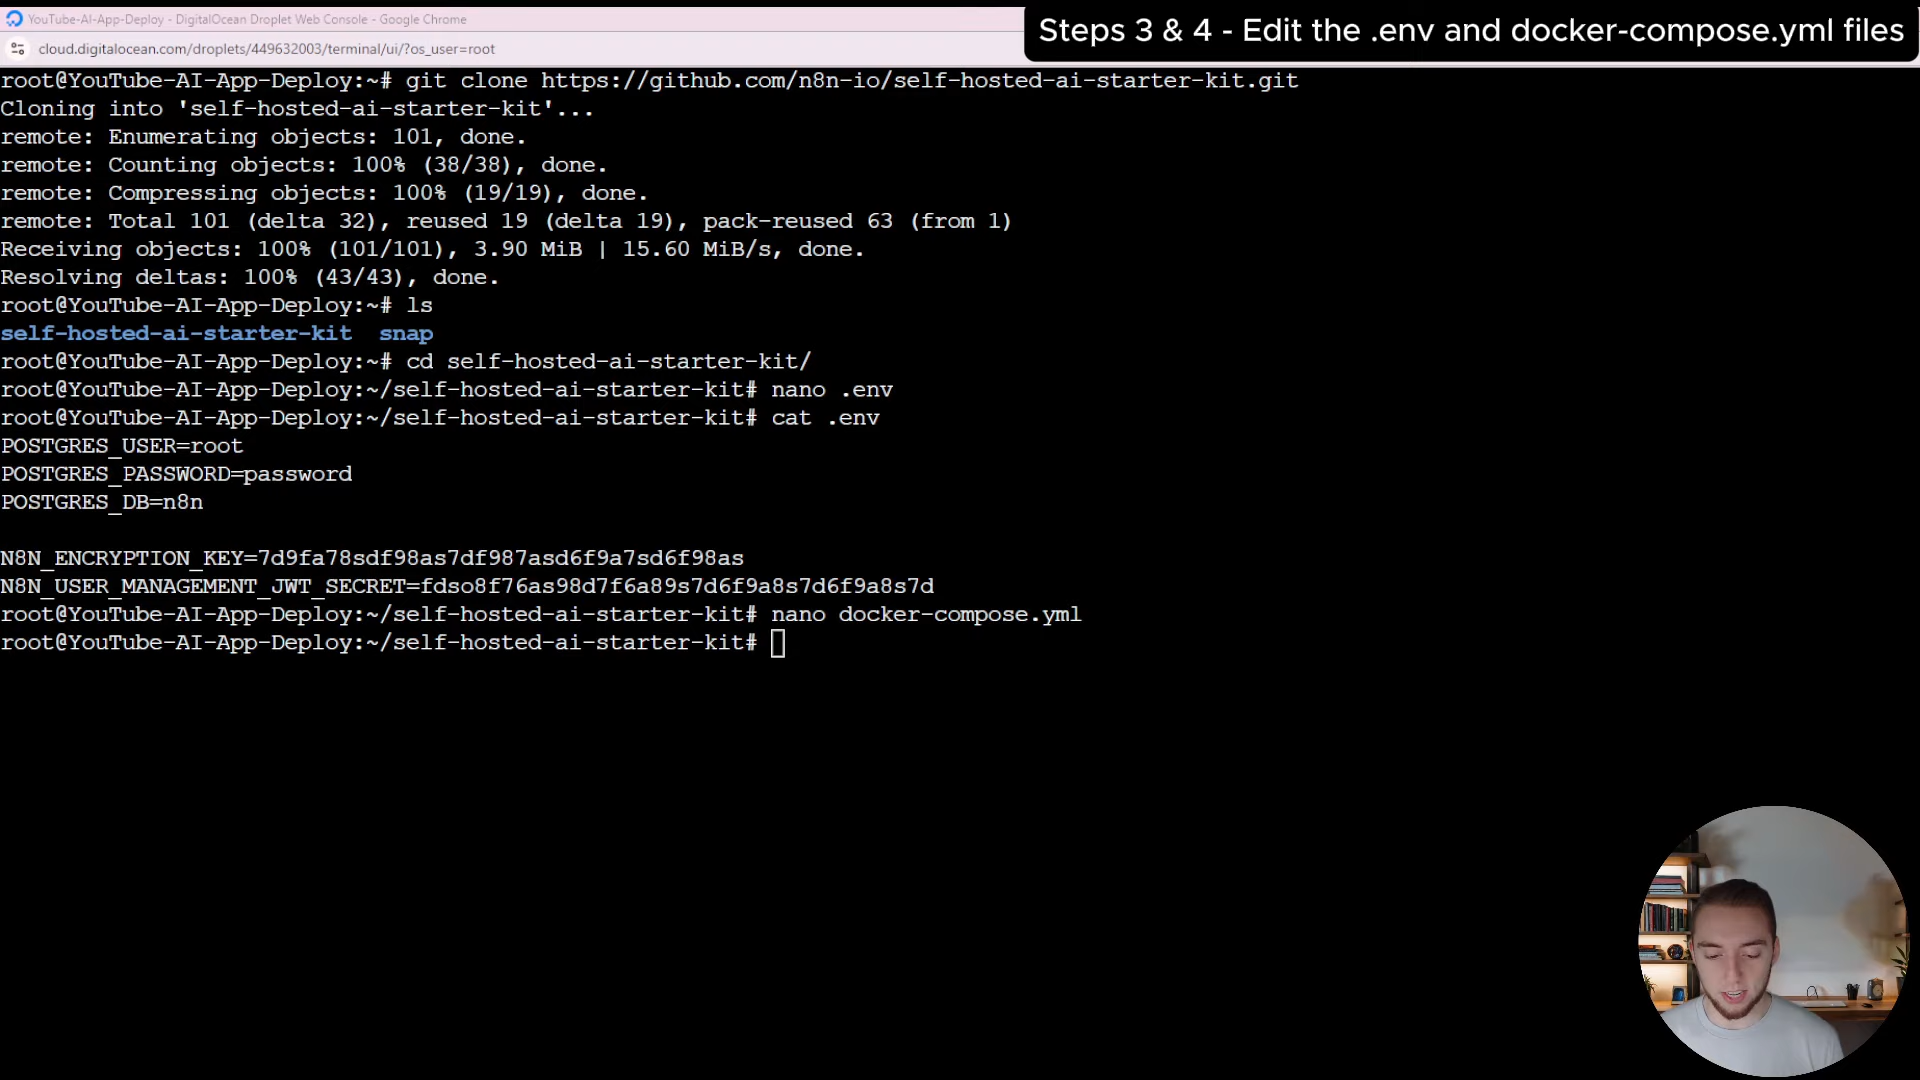 YouTube-AI-App-Deploy - DigitalOcean Droplet Web Console - Google Chrome
cloud.digitalocean.com/droplets/449632003/terminal/ui/?os_user=root
Steps 3 & 4 - Edit the .env and docker-compose.yml files
root@YouTube-AI-App-Deploy:~# git clone https://github.com/n8n-io/self-hosted-ai-starter-kit.git
Cloning into 'self-hosted-ai-starter-kit'...
remote: Enumerating objects: 101, done.
remote: Counting objects: 100% (38/38), done.
remote: Compressing objects: 100% (19/19), done.
remote: Total 101 (delta 32), reused 19 (delta 19), pack-reused 63 (from 1)
Receiving objects: 100% (101/101), 3.90 MiB | 15.60 MiB/s, done.
Resolving deltas: 100% (43/43), done.
root@YouTube-AI-App-Deploy:~# ls
self-hosted-ai-starter-kit  snap
root@YouTube-AI-App-Deploy:~# cd self-hosted-ai-starter-kit/
root@YouTube-AI-App-Deploy:~/self-hosted-ai-starter-kit# nano .env
root@YouTube-AI-App-Deploy:~/self-hosted-ai-starter-kit# cat .env
POSTGRES_USER=root
POSTGRES_PASSWORD=password
POSTGRES_DB=n8n
N8N_ENCRYPTION_KEY=7d9fa78sdf98as7df987asd6f9a7sd6f98as
N8N_USER_MANAGEMENT_JWT_SECRET=fdso8f76as98d7f6a89s7d6f9a8s7d6f9a8s7d
root@YouTube-AI-App-Deploy:~/self-hosted-ai-starter-kit# nano docker-compose.yml
root@YouTube-AI-App-Deploy:~/self-hosted-ai-starter-kit#